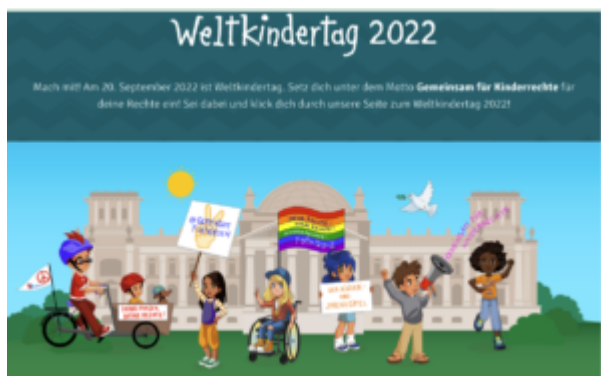 Weltkindertag 2022
Mach mit! Am 20. September 2022 ist Weltkindertag. Setz dich unter dem Motto Gemeinsam für Kinderrechte für
deine Rechte ein! Sei dabei und klick dich durch unsere Seite zum Weltkindertag 2022!